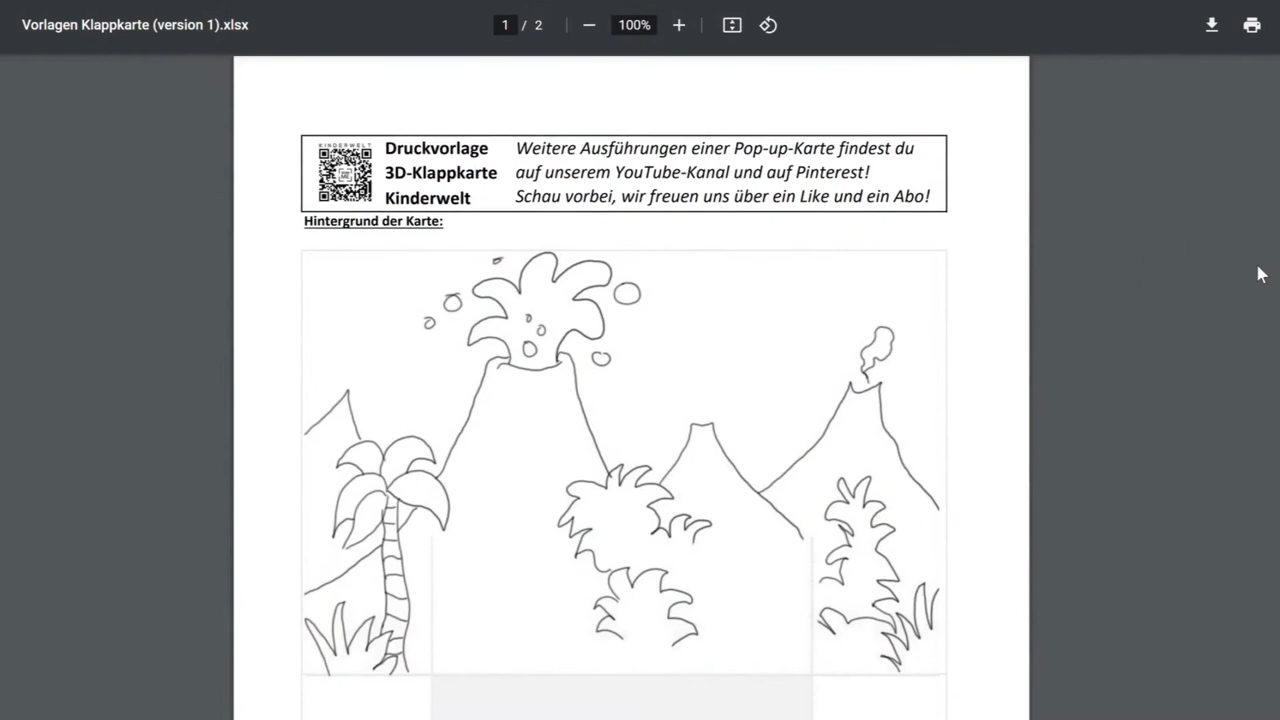 Vorlagen Klappkarte (version 1).xlsx
1 / 2
100%
KINDERWELT
Druckvorlage
3D-Klappkarte
Kinderwelt
Weitere Ausführungen einer Pop-up-Karte findest du
auf unserem YouTube-Kanal und auf Pinterest!
Schau vorbei, wir freuen uns über ein Like und ein Abo!
Hintergrund der Karte: